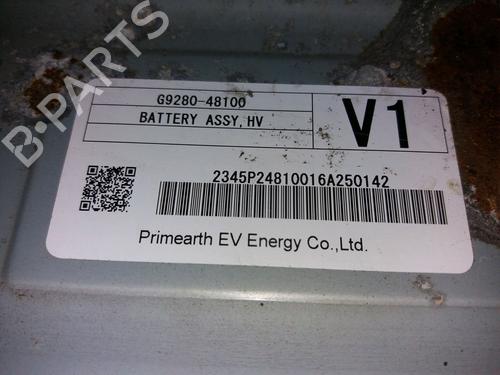 B-PARTS
G9280-48100
BATTERY ASSY,HV
V1
2345P24810016A250142
Primearth EV Energy Co.,Ltd.